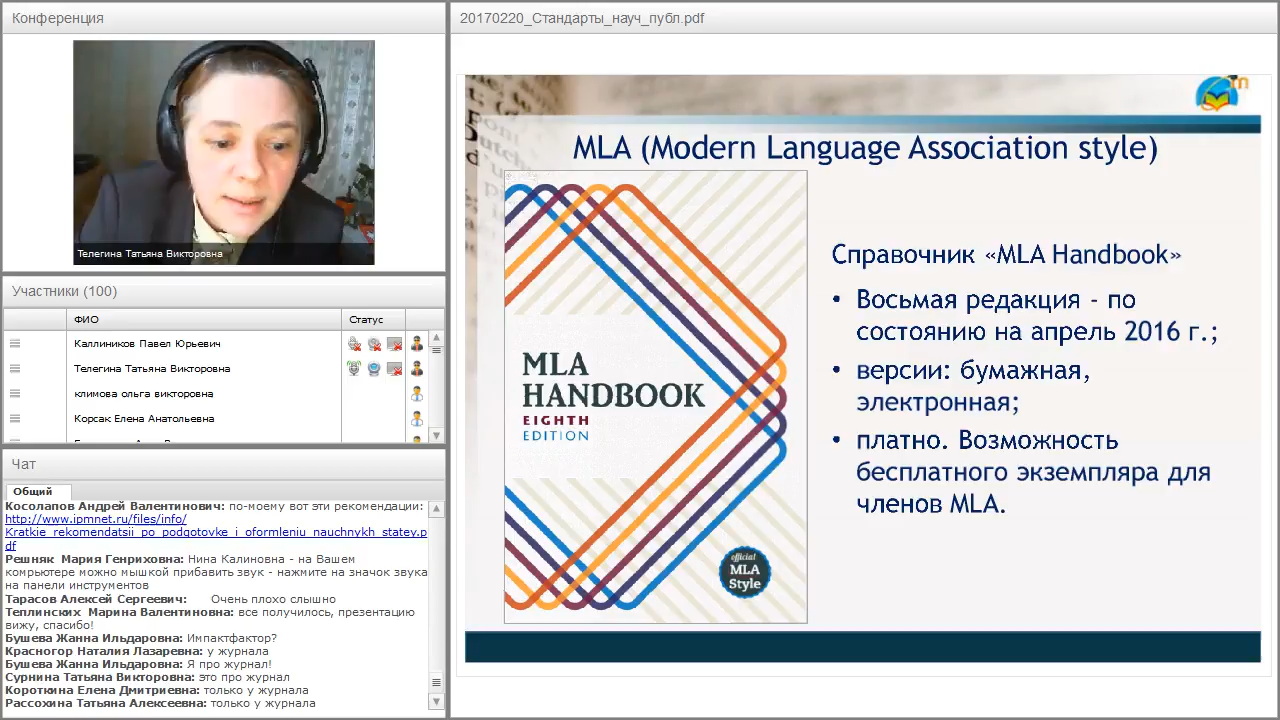 Конференция
Телегина Татьяна Викторовна
Участники (100)
ФИО
Статус
Каллиников Павел Юрьевич
Телегина Татьяна Викторовна
климова ольга викторовна
Корсак Елена Анатольевна
Чат
Общий
Косолапов Андрей Валентинович: по-моему вот эти рекомендации:
http://www.ipmnet.ru/files/info/
Kratkie_rekomendatsii_po_podgotovke_i_oformleniu_nauchnykh_statey.p
df
Решняк Мария Генриховна: Нина Калиновна - на Вашем
компьютере можно мышкой прибавить звук - нажмите на значок звука
на панели инструментов
Тарасов Алексей Сергеевич: Очень плохо слышно
Теплинских Марина Валентиновна: все получилось, презентацию
вижу, спасибо!
Бушева Жанна Ильдаровна: Импактфактор?
Красногор Наталия Лазаревна: у журнала
Бушева Жанна Ильдаровна: Я про журнал!
Сурнина Татьяна Викторовна: это про журнал
Короткина Елена Дмитриевна: только у журнала
Рассохина Татьяна Алексеевна: только у журнала
20170220_Стандарты_науч_публ.pdf
MLA (Modern Language Association style)
MLA
HANDBOOK
EIGHTH
EDITION
official
MLA
Style
Справочник «MLA Handbook»
• Восьмая редакция - по
состоянию на апрель 2016 г.;
• версии: бумажная,
электронная;
• платно. Возможность
бесплатного экземпляра для
членов MLA.